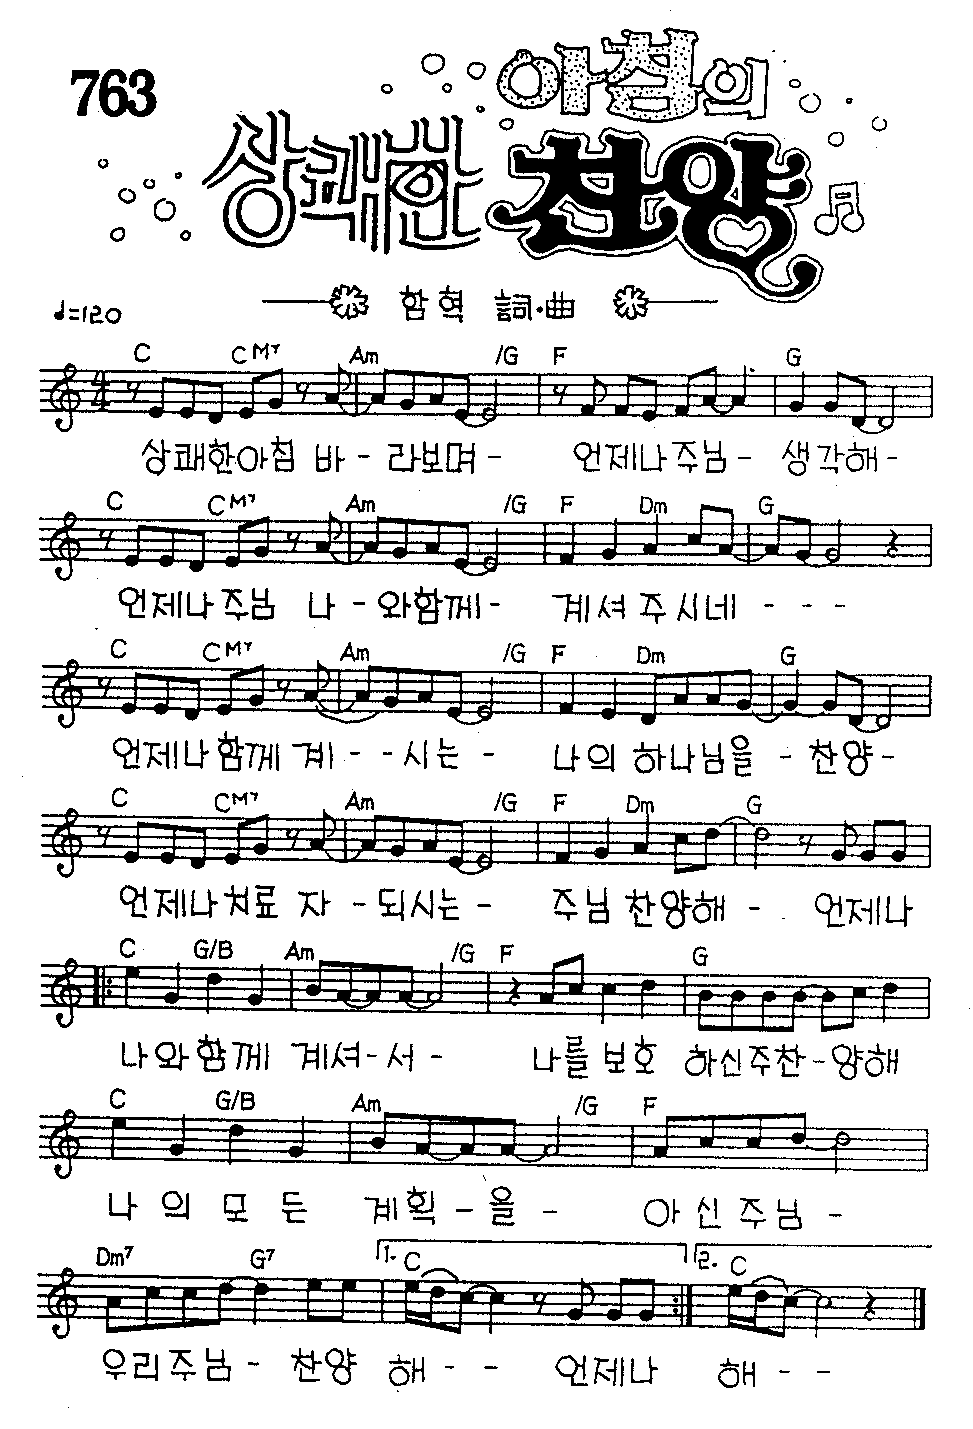 763
아침의
상쾌한 찬양
함혁 詞·曲
♩=120
C CM7 Am /G F G
상쾌한아침 바 - 라보며 - 언제나주님 - 생각해 -
C CM7 Am /G F Dm G
언제나주님 나 - 와함께 - 계셔주시네 - - -
C CM7 Am /G F Dm G
언제나함께 계 - - 시는 - 나의 하나님을 - 찬양 -
C CM7 Am /G F Dm G
언제나치료 자 - 되시는 - 주님 찬양해 - 언제나
C G/B Am /G F G
나와함께 계셔 - 서 - 나를 보호 하신주찬 - 양해
C G/B Am /G F
나의모든 계획 - 을 - 아신주님 -
Dm7 G7 1. C 2. C
우리주님 - 찬양 해 - - 언제나 해 - -